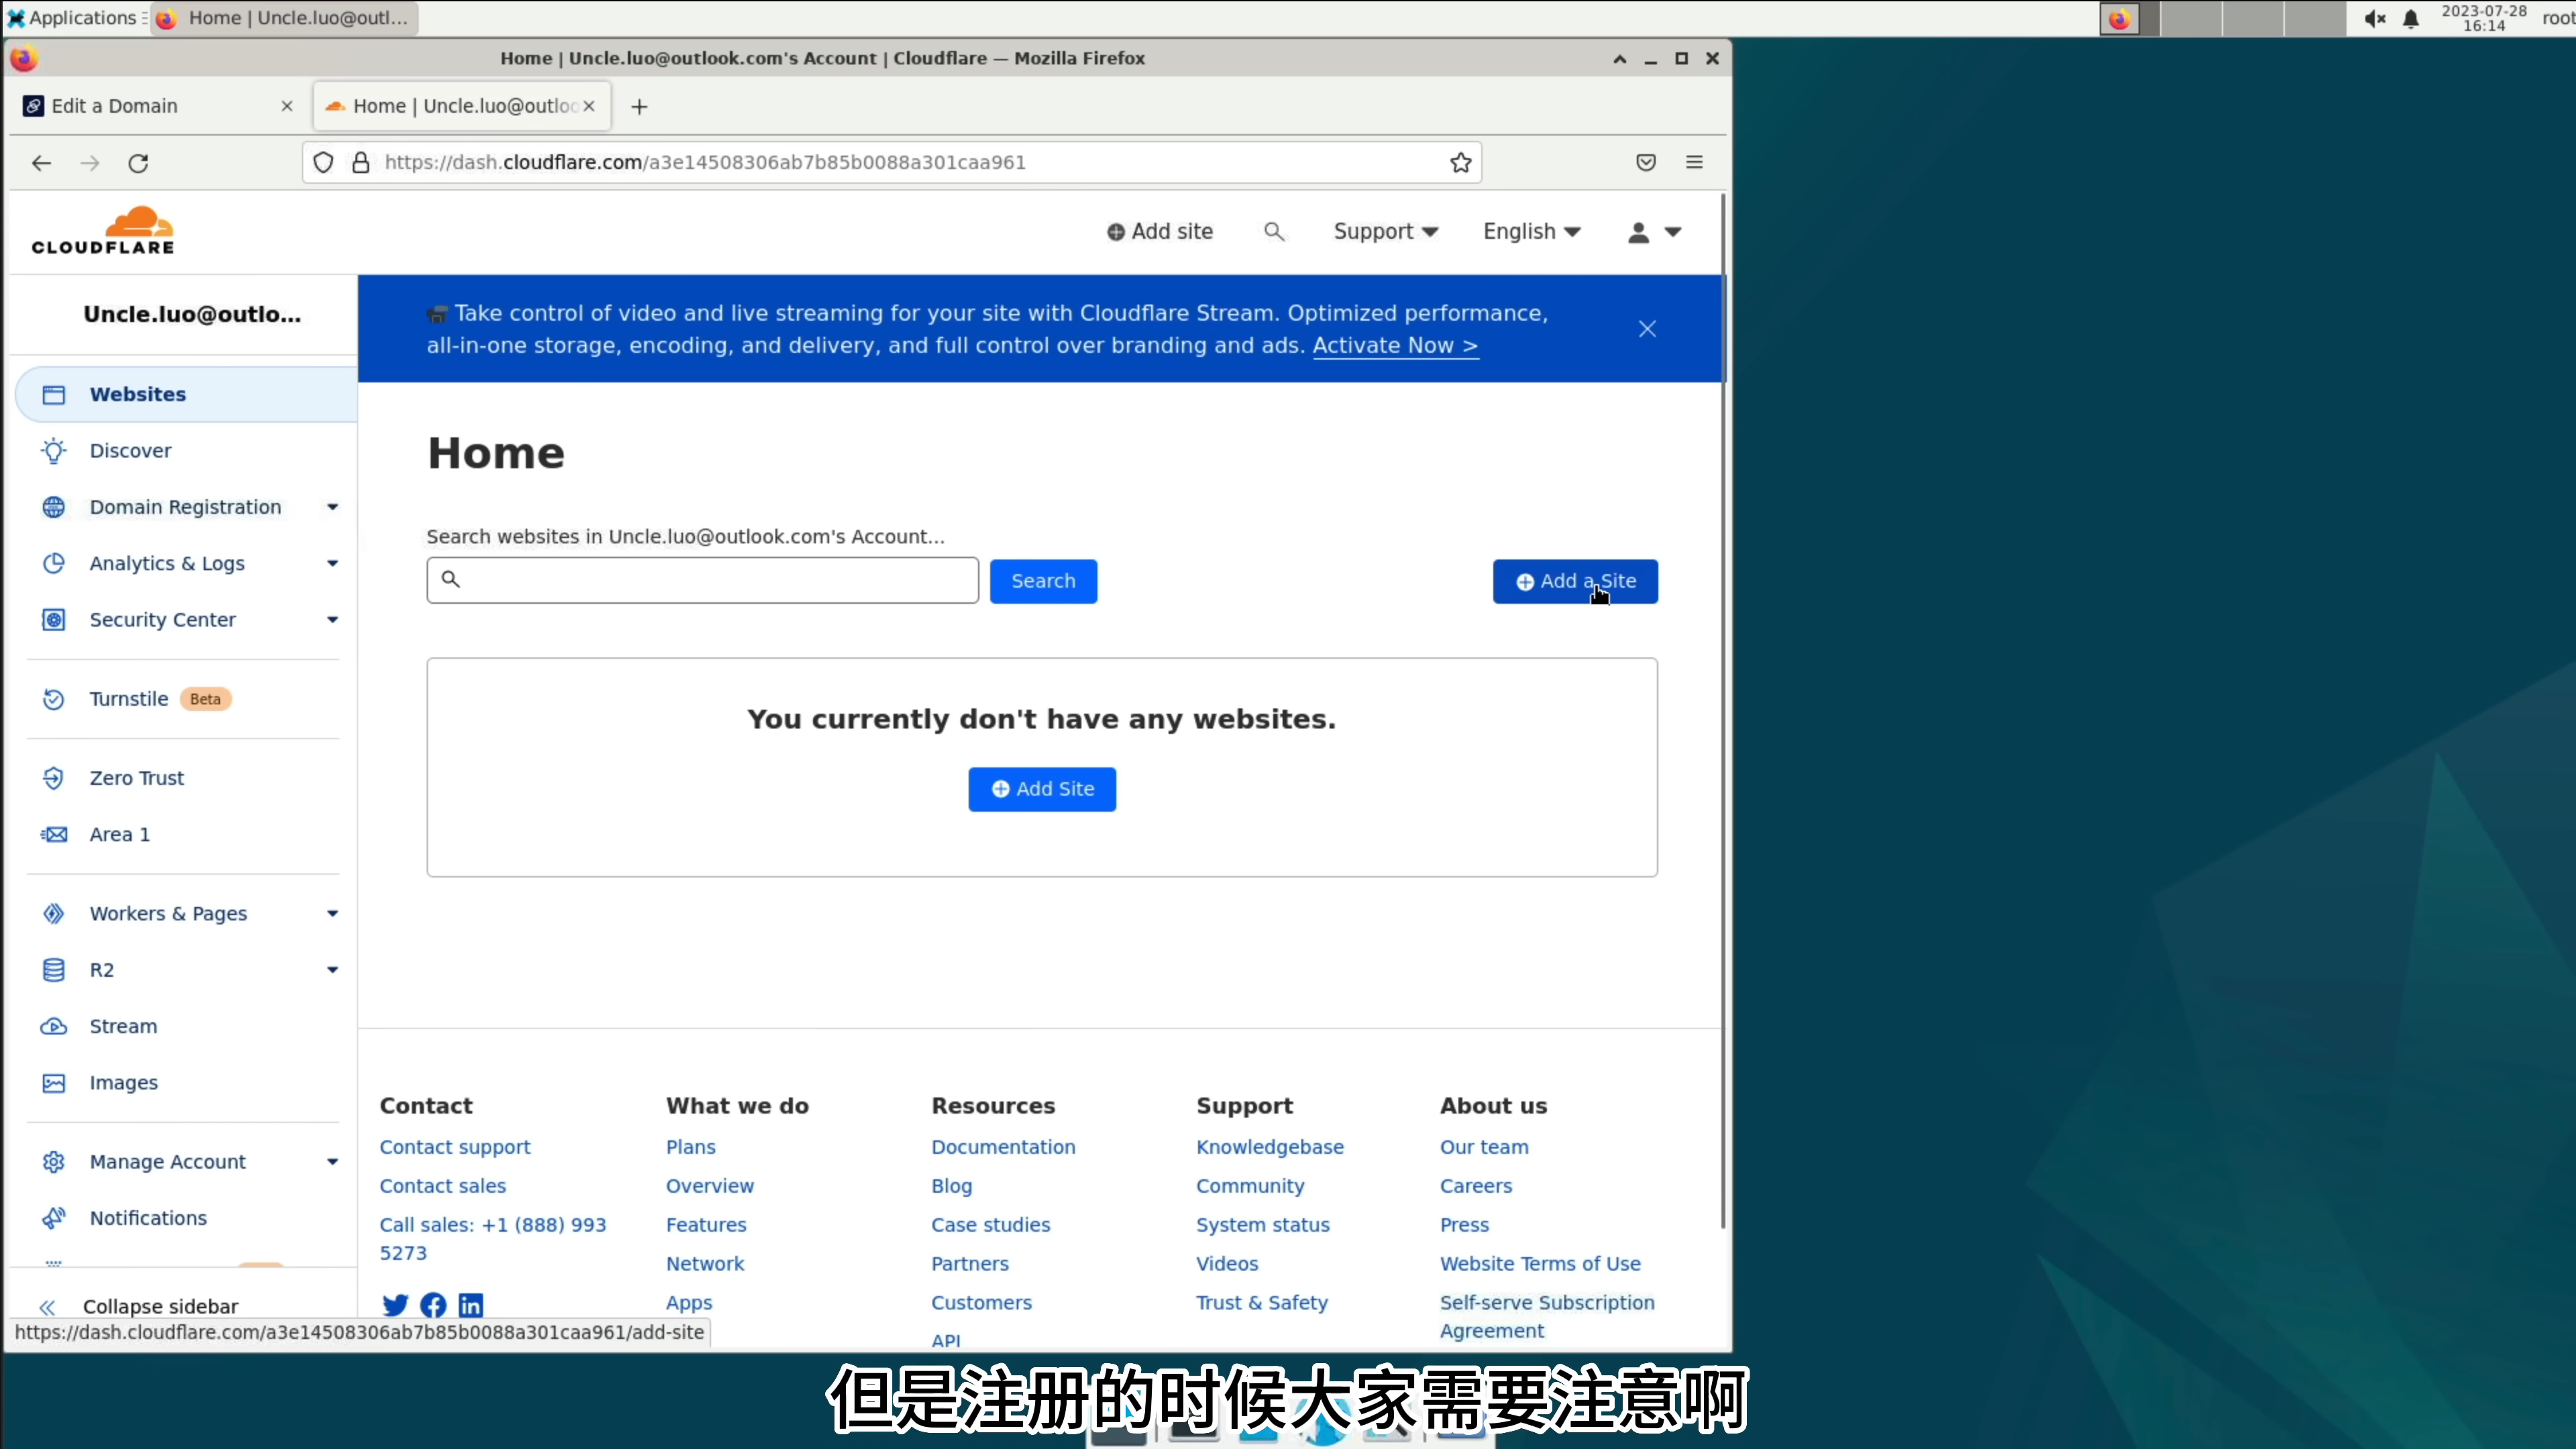 Applications
Home | Uncle.luo@outl...
2023-07-28
16:14
root
Home | Uncle.luo@outlook.com's Account | Cloudflare — Mozilla Firefox
Edit a Domain
Home | Uncle.luo@outloo
https://dash.cloudflare.com/a3e14508306ab7b85b0088a301caa961
CLOUDFLARE
Add site
Support
English
Uncle.luo@outlo...
Take control of video and live streaming for your site with Cloudflare Stream. Optimized performance,
all-in-one storage, encoding, and delivery, and full control over branding and ads. Activate Now >
Websites
Discover
Domain Registration
Analytics & Logs
Security Center
Turnstile Beta
Zero Trust
Area 1
Workers & Pages
R2
Stream
Images
Manage Account
Notifications
Collapse sidebar
Home
Search websites in Uncle.luo@outlook.com's Account...
Search
Add a Site
You currently don't have any websites.
Add Site
Contact
Contact support
Contact sales
Call sales: +1 (888) 993
5273
What we do
Plans
Overview
Features
Network
Apps
Resources
Documentation
Blog
Case studies
Partners
Customers
API
Support
Knowledgebase
Community
System status
Videos
Trust & Safety
About us
Our team
Careers
Press
Website Terms of Use
Self-serve Subscription
Agreement
https://dash.cloudflare.com/a3e14508306ab7b85b0088a301caa961/add-site
但是注册的时候大家需要注意啊